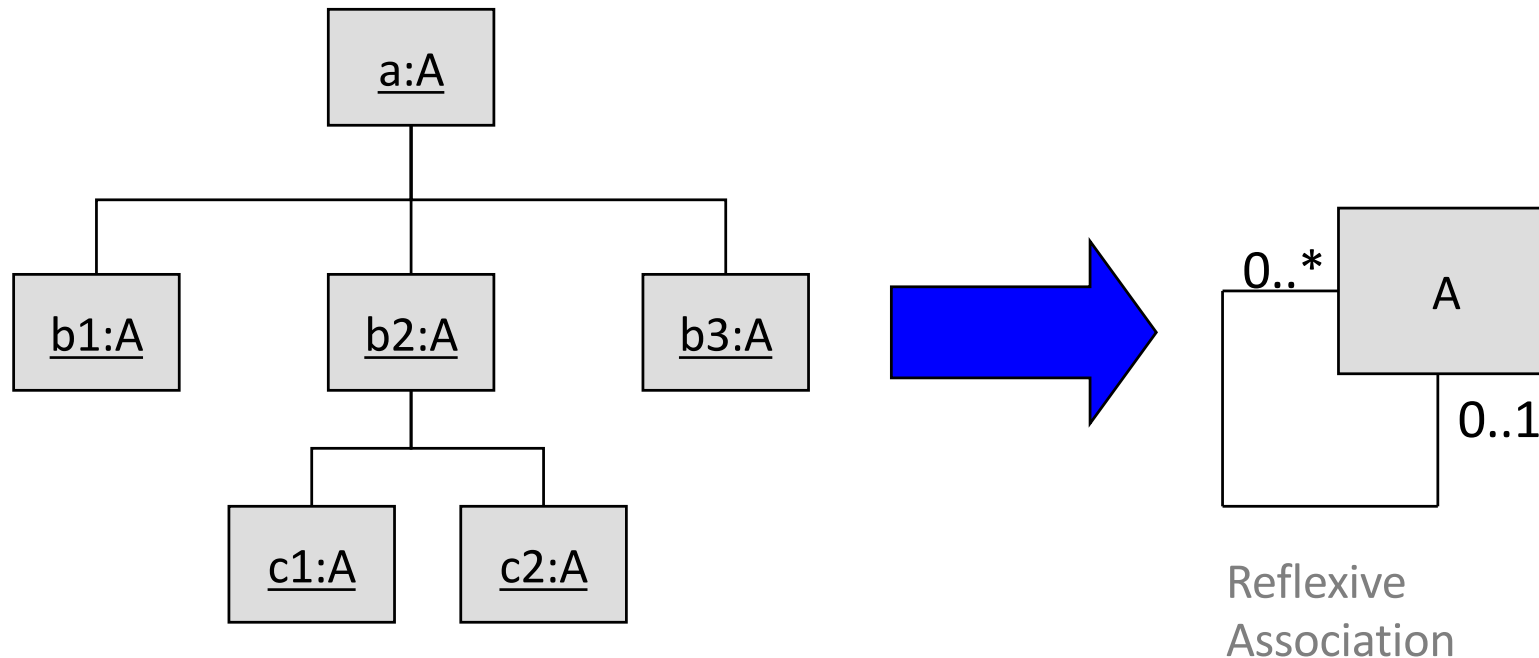 a:A
b1:A
b2:A
b3:A
c1:A
c2:A
0..*
A
0..1
Reflexive
Association